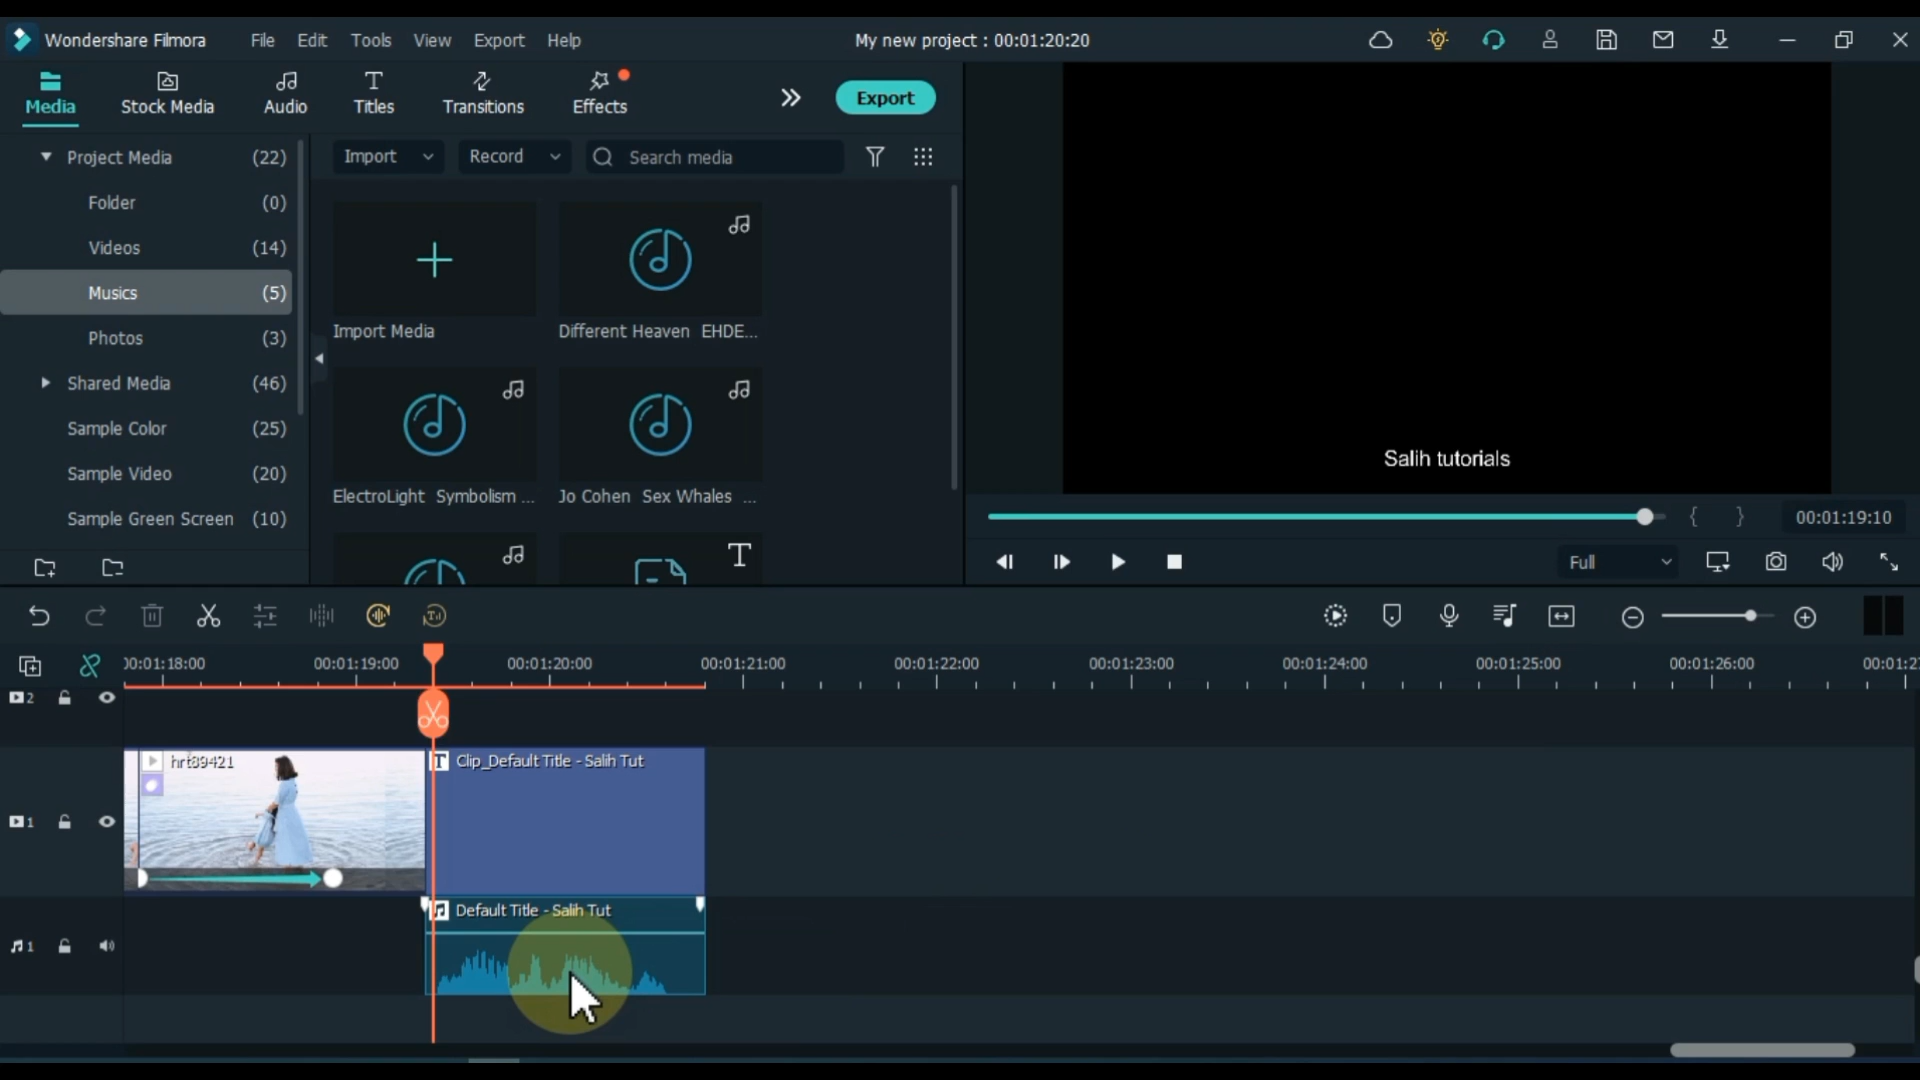 Wondershare Filmora
File Edit Tools View Export Help
My new project : 00:01:20:20
Media Stock Media Audio Titles Transitions Effects
Export
Project Media (22)
Folder (0)
Videos (14)
Musics (5)
Photos (3)
Shared Media (46)
Sample Color (25)
Sample Video (20)
Sample Green Screen (10)
Import Record Search media
Import Media
Different Heaven EHDE...
ElectroLight Symbolism ...
Jo Cohen Sex Whales ...
T
Salih tutorials
{ } 00:01:19:10
Full
00:01:18:00 00:01:19:00 00:01:20:00 00:01:21:00 00:01:22:00 00:01:23:00 00:01:24:00 00:01:25:00 00:01:26:00
2
hrt89421
T Clip_Default Title - Salih Tut
1
Default Title - Salih Tut
1